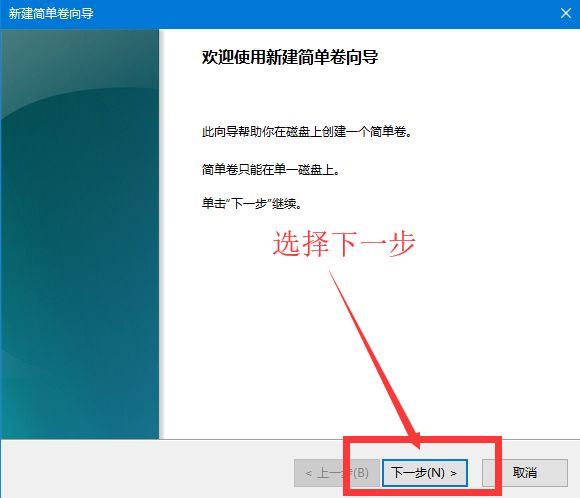 新建简单卷向导
欢迎使用新建简单卷向导
此向导帮助你在磁盘上创建一个简单卷。
简单卷只能在单一磁盘上。
单击"下一步"继续。
选择下一步
< 上一步(B) 下一步(N) > 取消